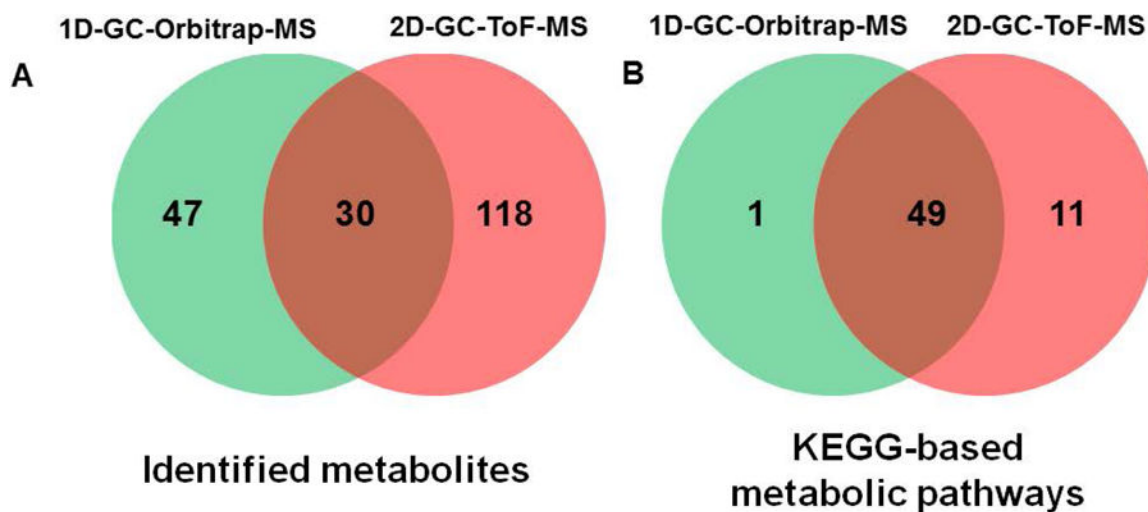 1D-GC-Orbitrap-MS 2D-GC-ToF-MS
A
47 30 118
Identified metabolites
1D-GC-Orbitrap-MS 2D-GC-ToF-MS
B
1 49 11
KEGG-based
metabolic pathways